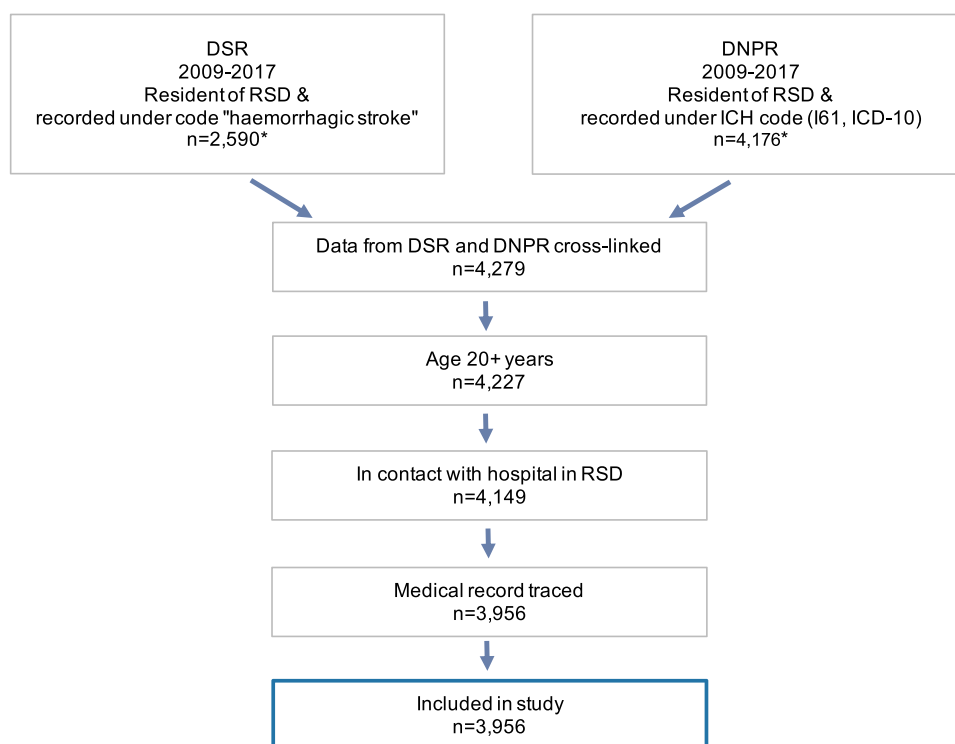 DSR
2009-2017
Resident of RSD &
recorded under code "haemorrhagic stroke"
n=2,590*
DNPR
2009-2017
Resident of RSD &
recorded under ICH code (I61, ICD-10)
n=4,176*
Data from DSR and DNPR cross-linked
n=4,279
Age 20+ years
n=4,227
In contact with hospital in RSD
n=4,149
Medical record traced
n=3,956
Included in study
n=3,956